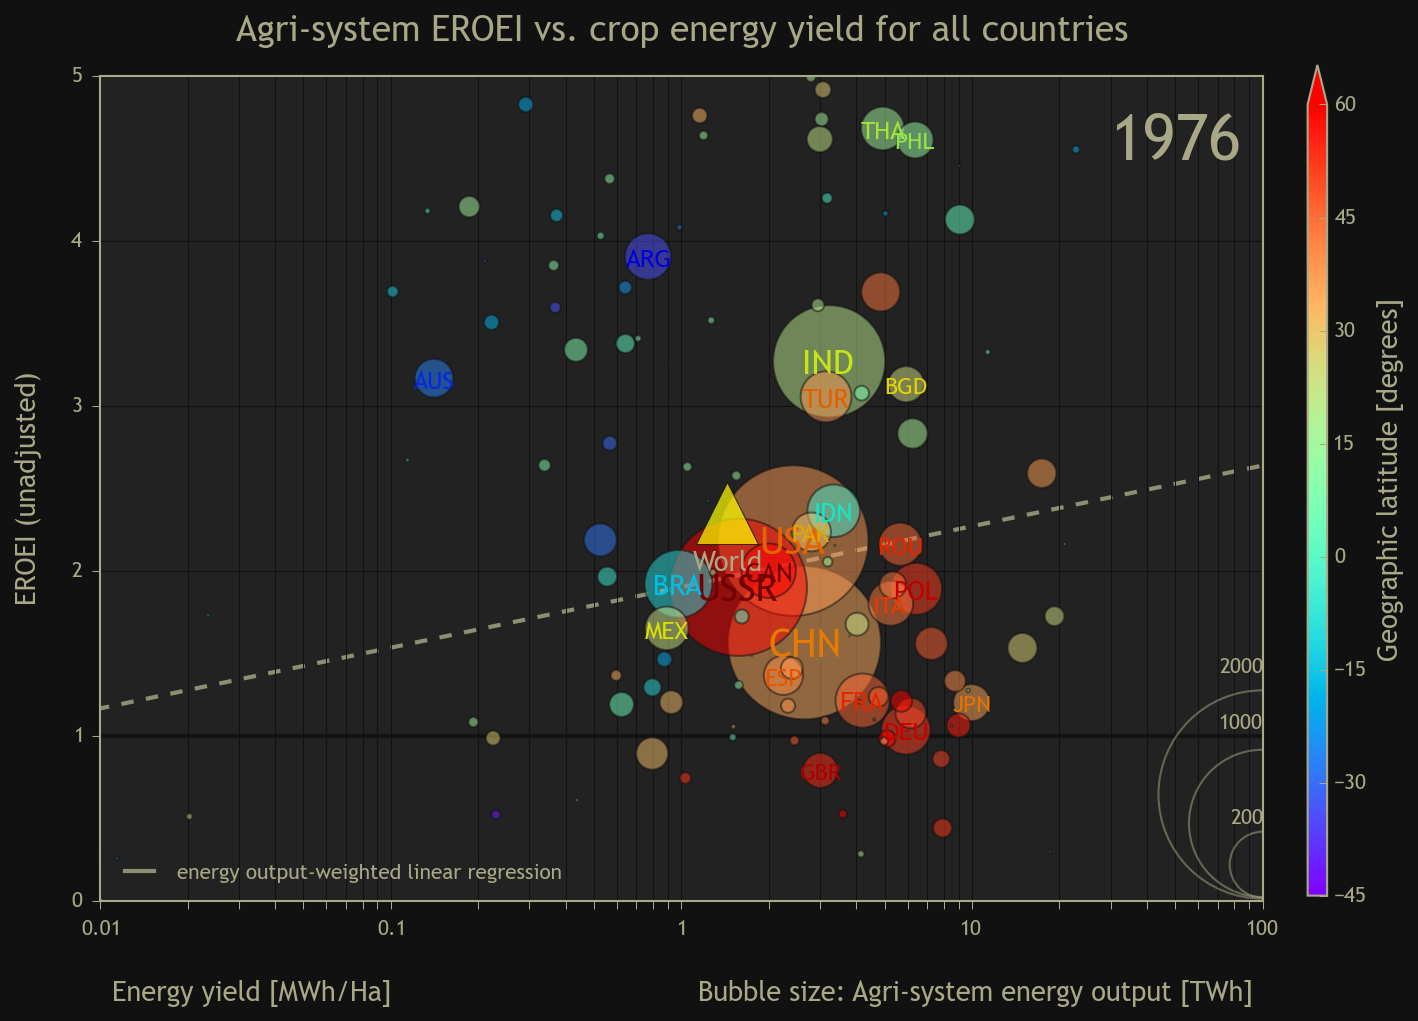 Agri-system EROEI vs. crop energy yield for all countries
1976
5
4
3
2
1
0
EROEI (unadjusted)
THA
PHL
ARG
AUS
IND
TUR
BGD
IDN
PAK
USA
ROU
World
CAN
BRA
USSR
POL
ITA
MEX
CHN
ESP
FRA
JPN
DEU
GBR
2000
1000
200
energy output-weighted linear regression
0.01
0.1
1
10
100
Energy yield [MWh/Ha]
Bubble size: Agri-system energy output [TWh]
60
45
30
15
0
−15
−30
−45
Geographic latitude [degrees]